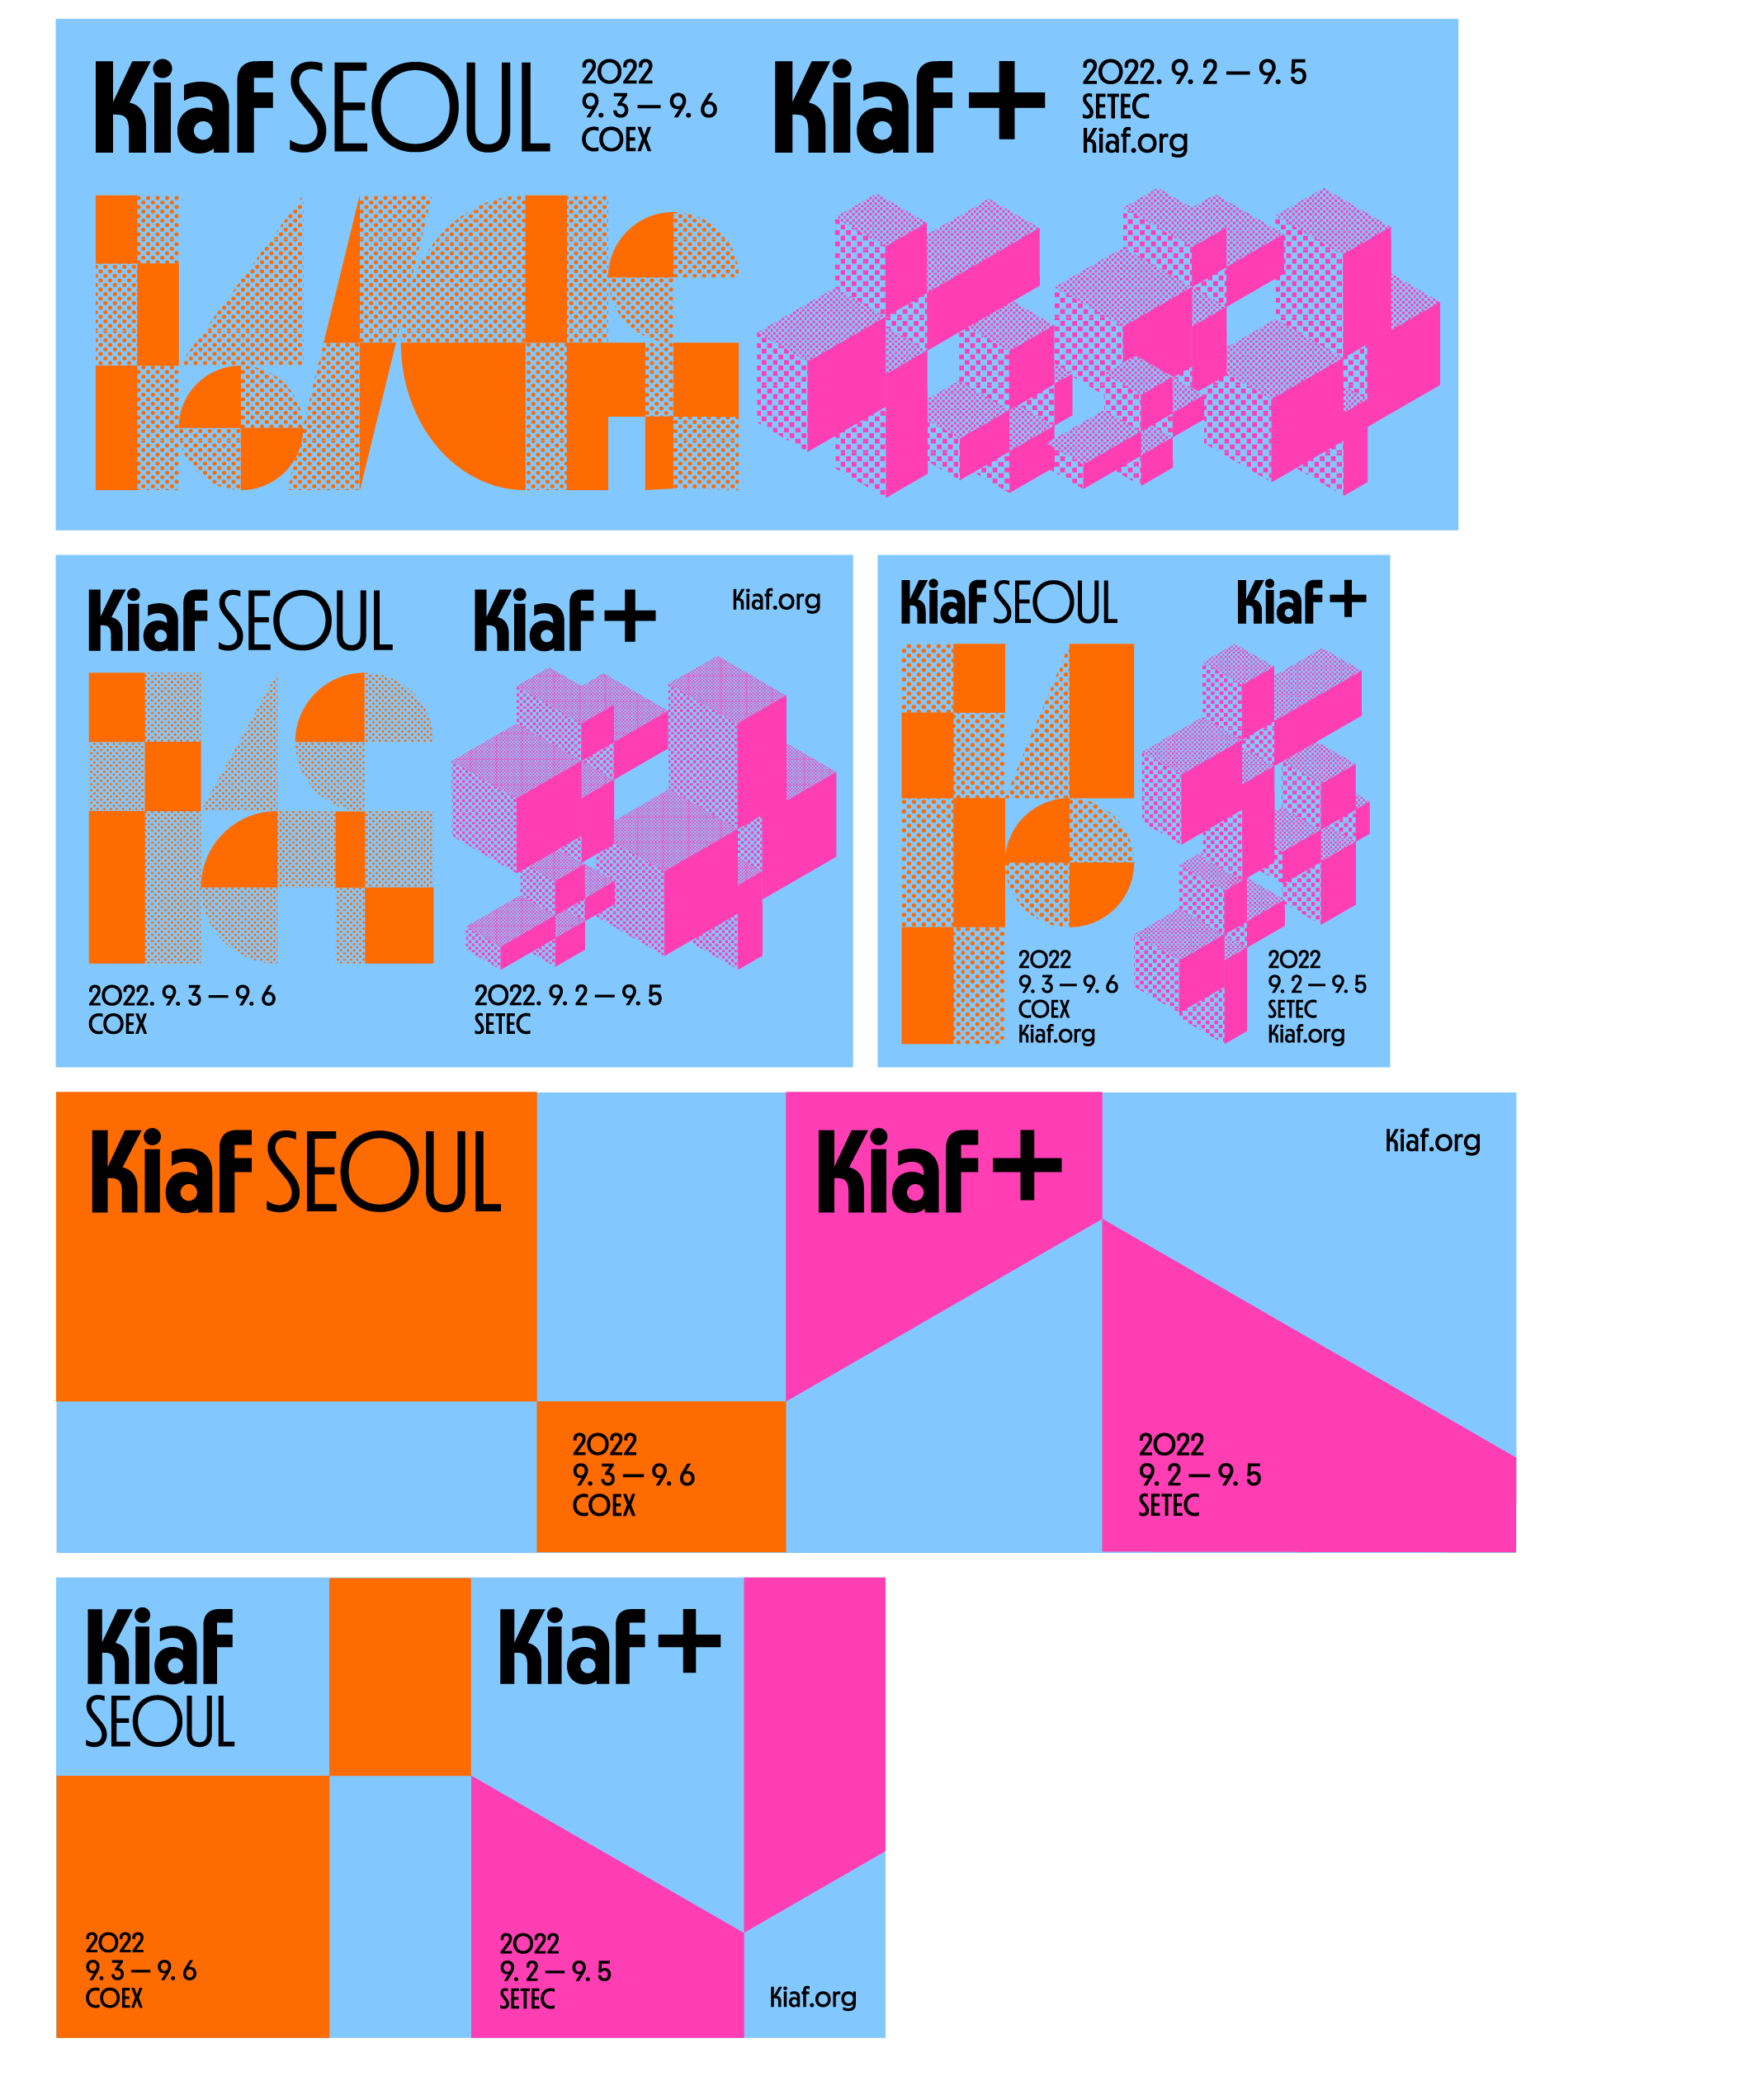 Kiaf SEOUL
2022
9. 3 — 9. 6
COEX
Kiaf+
2022. 9. 2 — 9. 5
SETEC
Kiaf.org
Kiaf SEOUL
2022. 9. 3 — 9. 6
COEX
Kiaf+
Kiaf.org
2022. 9. 2 — 9. 5
SETEC
Kiaf SEOUL
2022
9. 3 — 9. 6
COEX
Kiaf.org
Kiaf+
2022
9. 2 — 9. 5
SETEC
Kiaf.org
Kiaf SEOUL
2022
9. 3 — 9. 6
COEX
Kiaf+
Kiaf.org
2022
9. 2 — 9. 5
SETEC
Kiaf
SEOUL
2022
9. 3 — 9. 6
COEX
Kiaf+
2022
9. 2 — 9. 5
SETEC
Kiaf.org